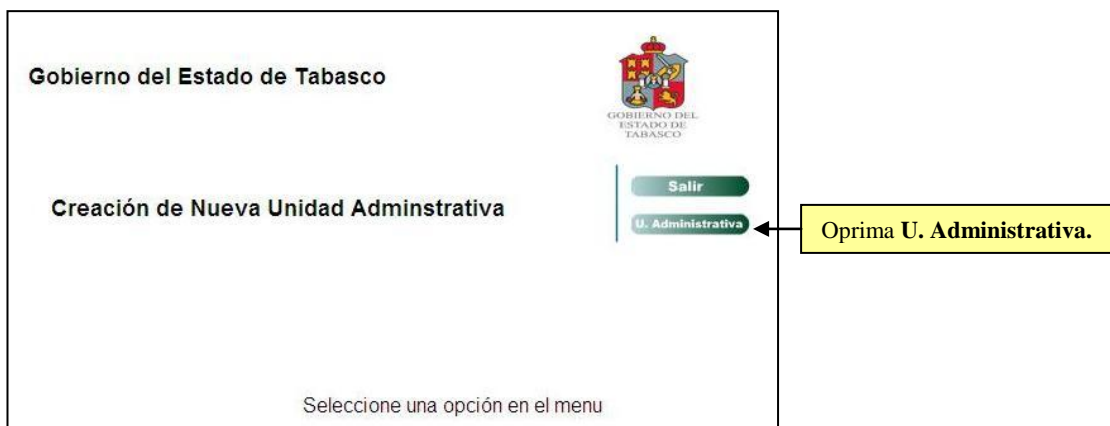 Gobierno del Estado de Tabasco
GOBIERNO DEL
ESTADO DE
TABASCO
Salir
Creación de Nueva Unidad Adminstrativa
U. Administrativa
Oprima U. Administrativa.
Seleccione una opción en el menu